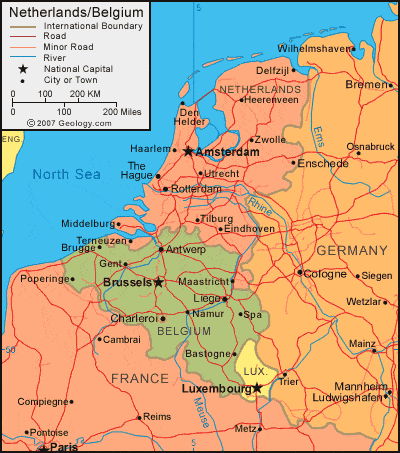 Netherlands/Belgium
International Boundary
Road
Minor Road
River
National Capital
City or Town
0 100 200 KM
0 100 200 Miles
© 2007 Geology.com
5
Wilhelmshaven
Delfzijl
Bremen
NETHERLANDS
Heerenveen
Den
Helder
Ems
ENG
Zwolle
Osnabruck
Haarlem
Amsterdam
Enschede
The
Hague
Utrecht
North Sea
Rotterdam
Rhine
Tilburg
Middelburg
Eindhoven
Terneuzen
Brugge
Antwerp
GERMANY
Gent
Cologne
Siegen
Poperinge
Brussels
Maastricht
Liege
Wetzlar
Charleroi
Namur
Spa
BELGIUM
Cambrai
50
Mainz
Bastogne
LUX.
FRANCE
Trier
Luxembourg
Mannheim
Ludwigshafen
Compiegne
Meuse
Reims
Pontoise
Metz
Paris
5